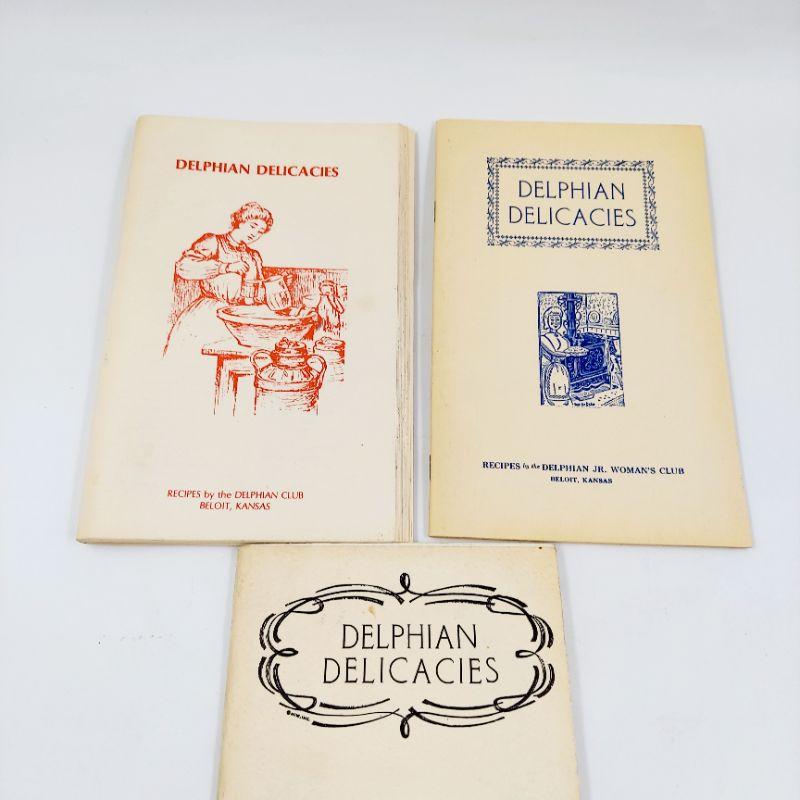 DELPHIAN DELICACIES
RECIPES by the DELPHIAN CLUB
BELOIT, KANSAS
DELPHIAN
DELICACIES
RECIPES by the DELPHIAN JR. WOMAN'S CLUB
BELOIT, KANSAS
DELPHIAN
DELICACIES